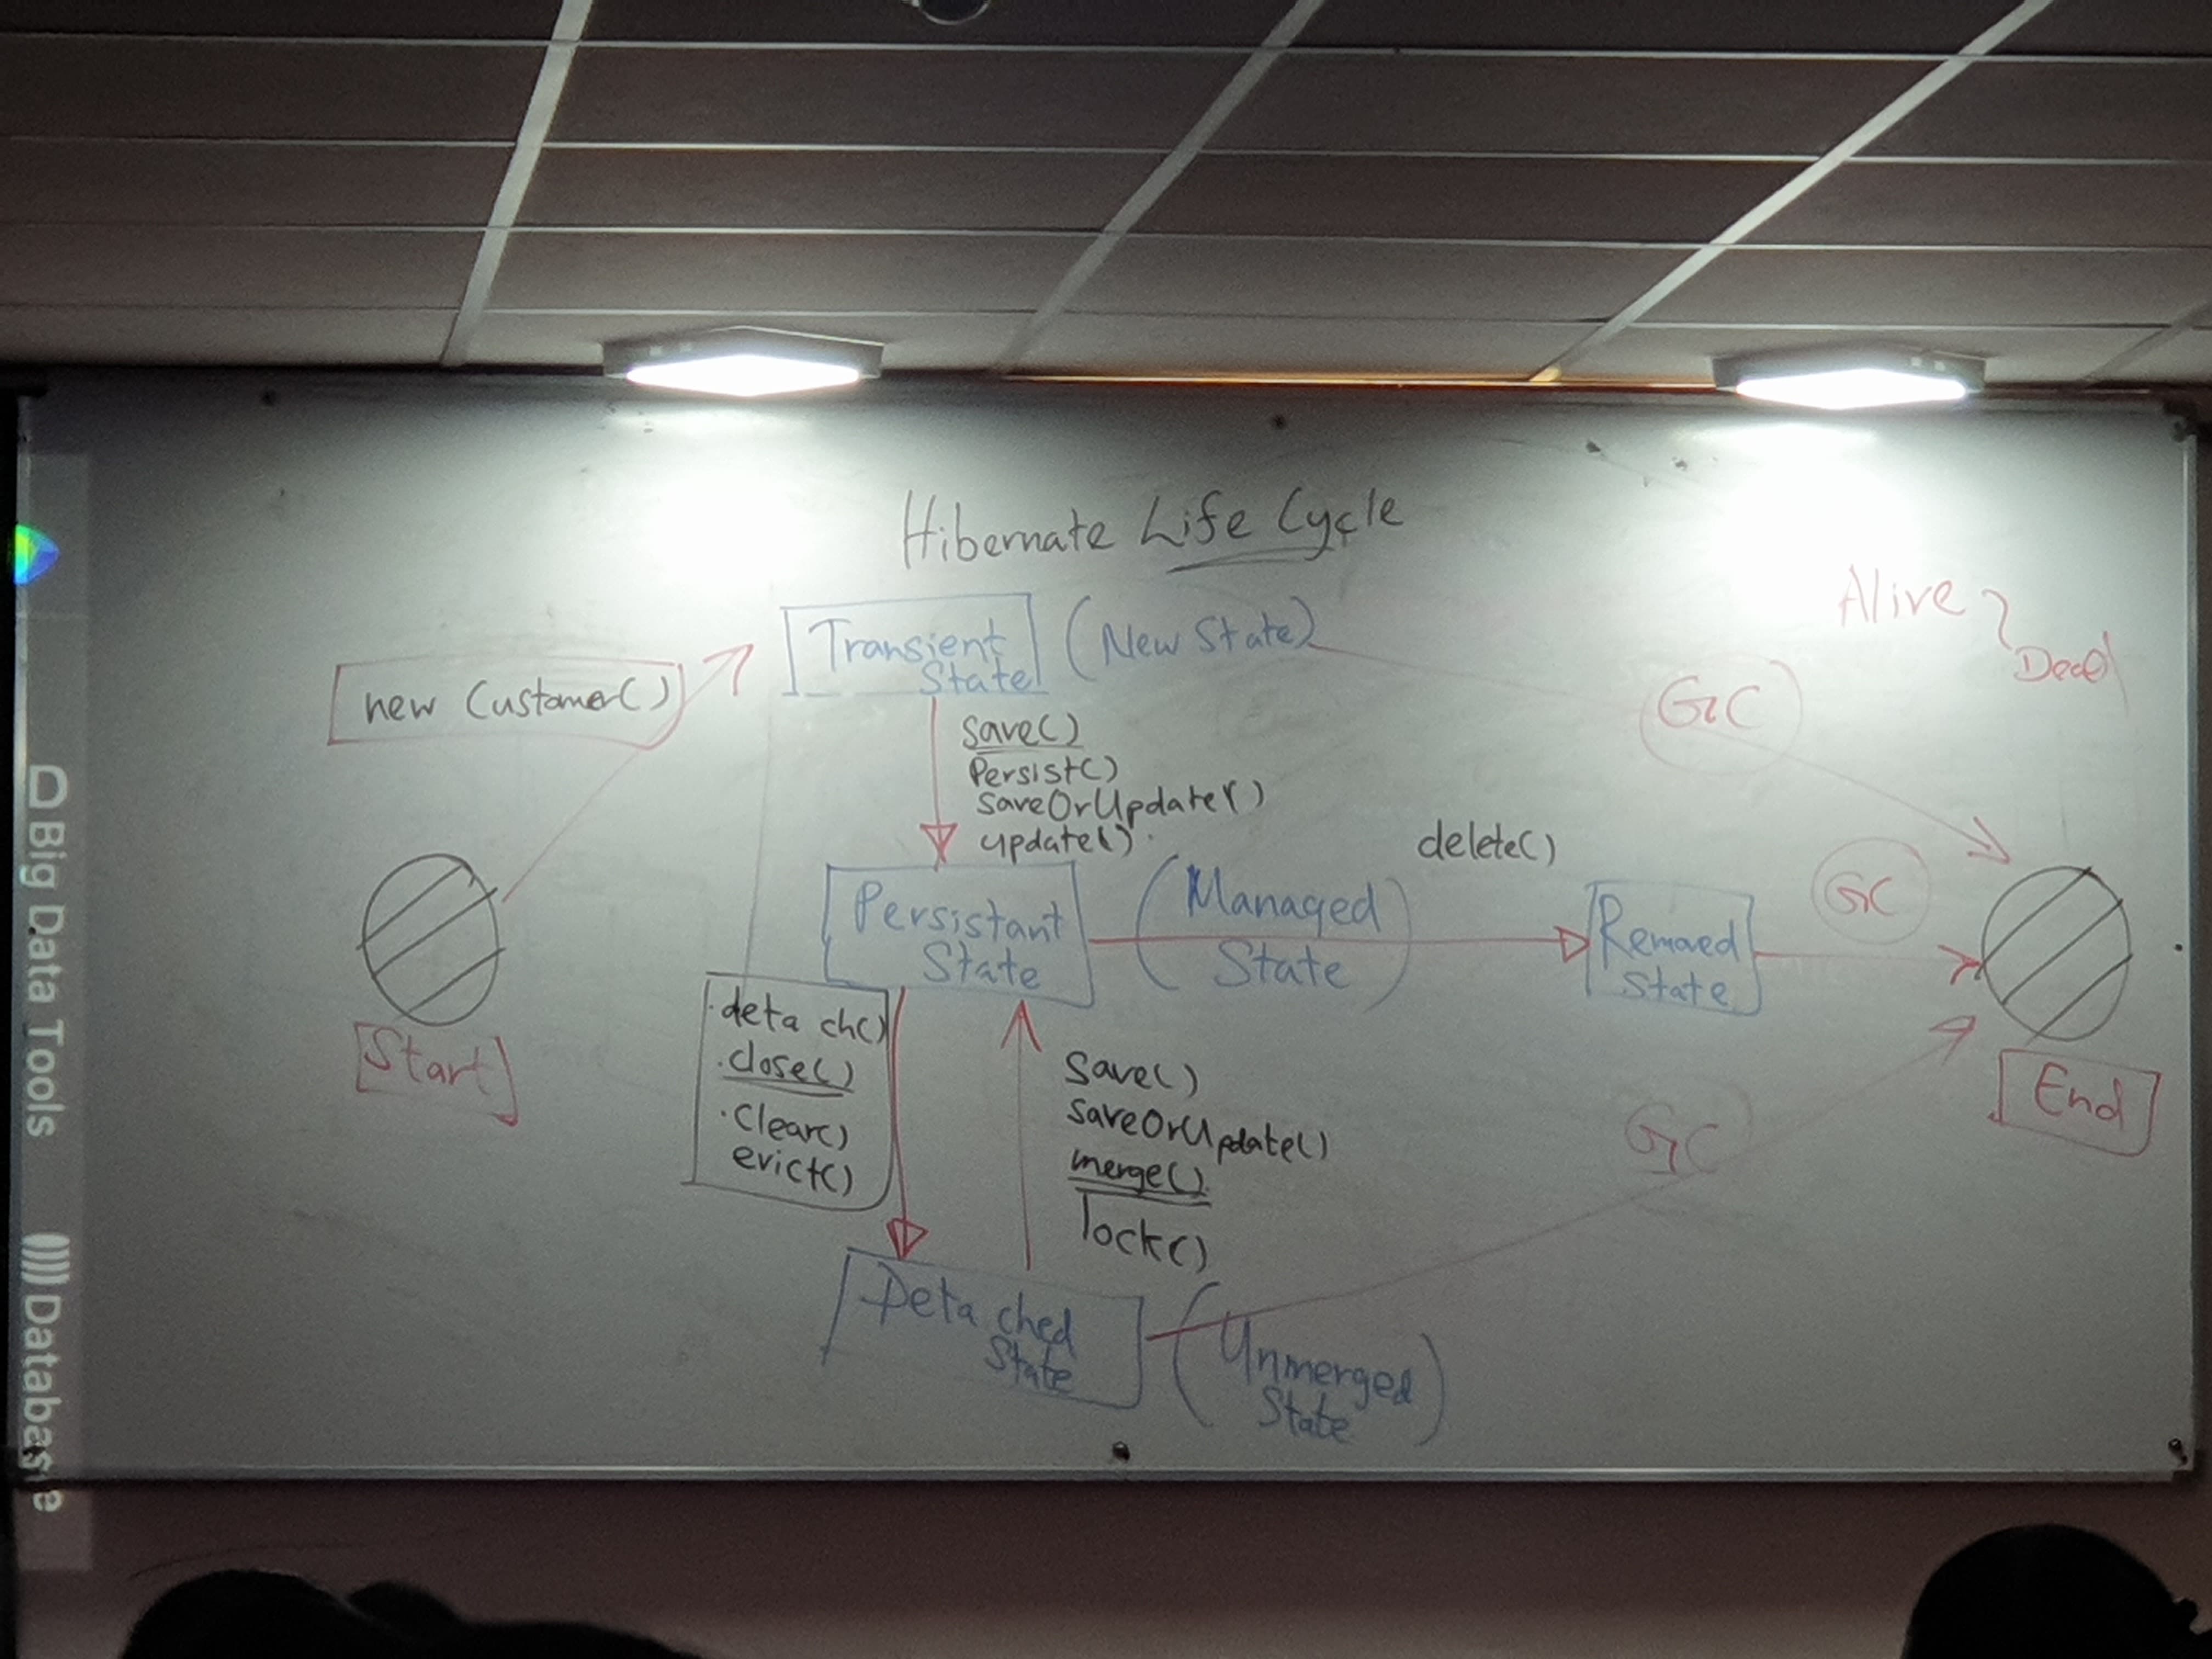 Hibernate Life Cycle
Alive
Dead
Transient
State
(New State)
new Customer()
GC
save()
Persist()
saveOrUpdate()
update()
delete()
Persistant
State
(Managed
State)
Removed
State
GC
Start
End
.detach()
.close()
.clear()
evict()
save()
saveOrUpdate()
merge()
lock()
GC
Detached
State
(Unmerged
State)
Big Data Tools
Database